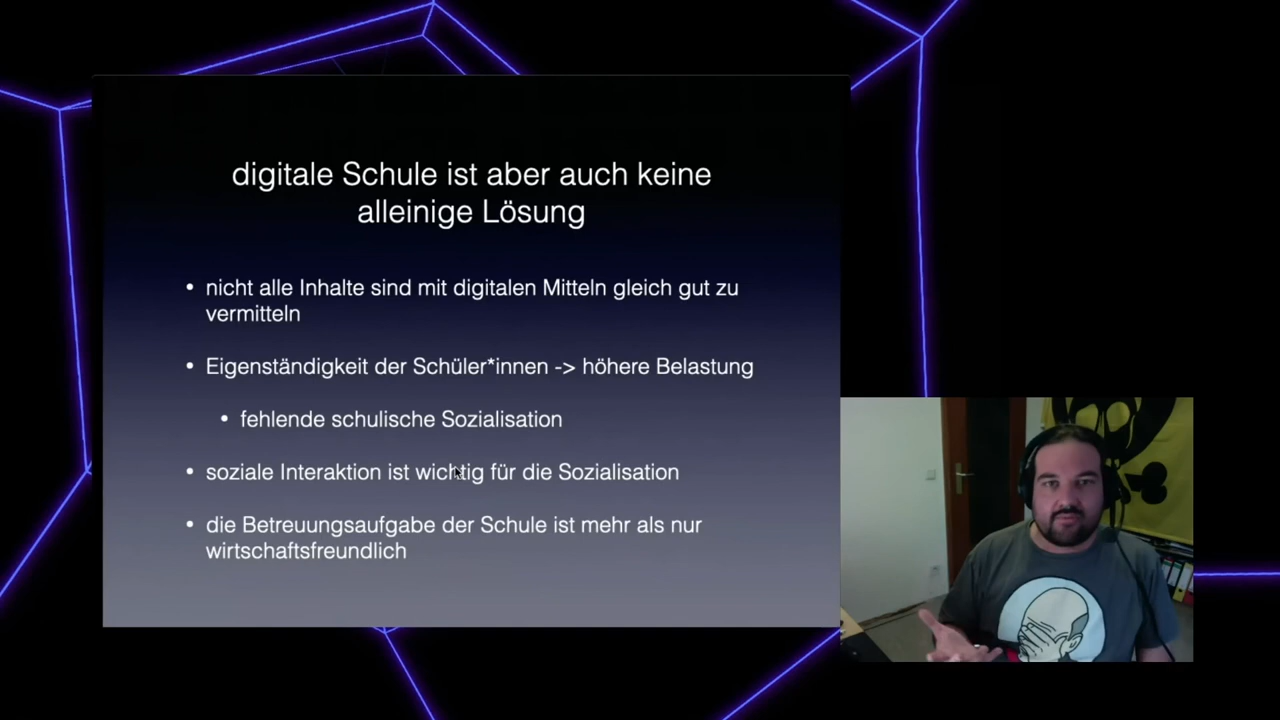 digitale Schule ist aber auch keine
alleinige Lösung
• nicht alle Inhalte sind mit digitalen Mitteln gleich gut zu
vermitteln
• Eigenständigkeit der Schüler*innen -> höhere Belastung
• fehlende schulische Sozialisation
• soziale Interaktion ist wichtig für die Sozialisation
• die Betreuungsaufgabe der Schule ist mehr als nur
wirtschaftsfreundlich